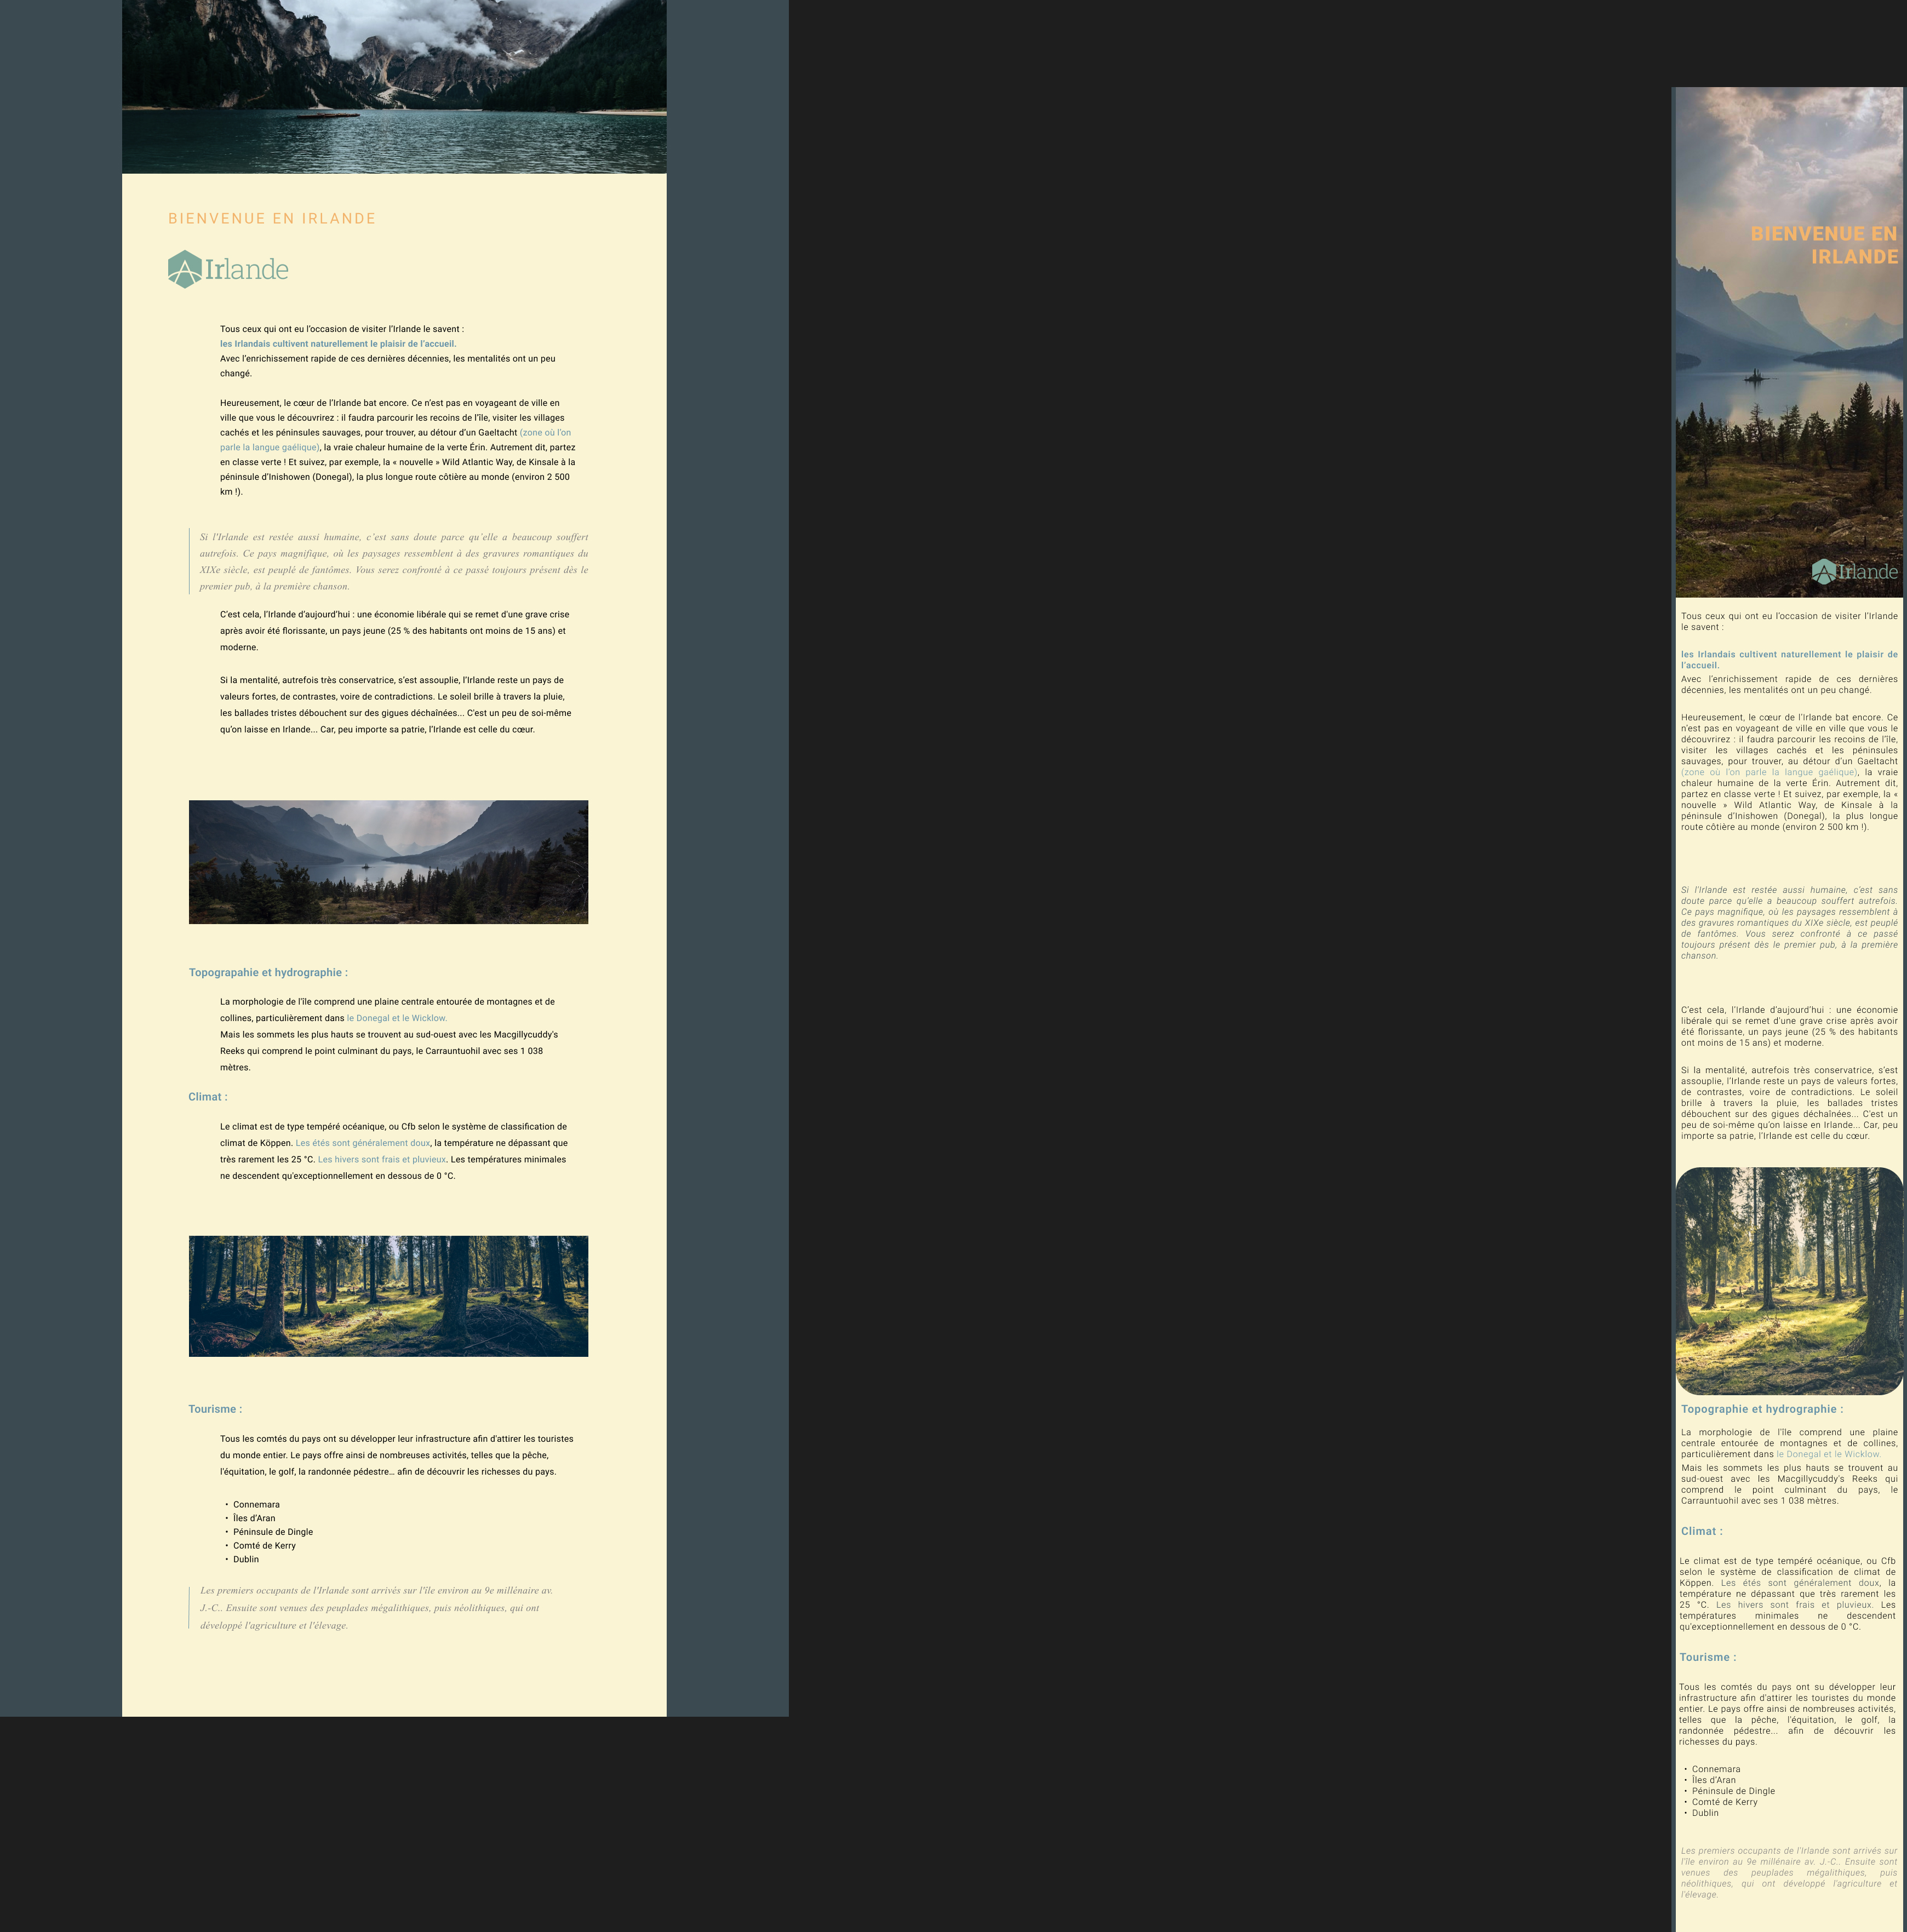 BIENVENUE EN IRLANDE
Irlande
Tous ceux qui ont eu l'occasion de visiter l'Irlande le savent :
les Irlandais cultivent naturellement le plaisir de l'accueil.
Avec l'enrichissement rapide de ces dernières décennies, les mentalités ont un peu
changé.
Heureusement, le cœur de l'Irlande bat encore. Ce n'est pas en voyageant de ville en
ville que vous le découvrirez : il faudra parcourir les recoins de l'île, visiter les villages
cachés et les péninsules sauvages, pour trouver, au détour d'un Gaeltacht (zone où l'on
parle la langue gaélique), la vraie chaleur humaine de la verte Érin. Autrement dit, partez
en classe verte ! Et suivez, par exemple, la « nouvelle » Wild Atlantic Way, de Kinsale à la
péninsule d'Inishowen (Donegal), la plus longue route côtière au monde (environ 2 500
km !).
Si l'Irlande est restée aussi humaine, c'est sans doute parce qu'elle a beaucoup souffert
autrefois. Ce pays magnifique, où les paysages ressemblent à des gravures romantiques du
XIXe siècle, est peuplé de fantômes. Vous serez confronté à ce passé toujours présent dès le
premier pub, à la première chanson.
C'est cela, l'Irlande d'aujourd'hui : une économie libérale qui se remet d'une grave crise
après avoir été florissante, un pays jeune (25 % des habitants ont moins de 15 ans) et
moderne.
Si la mentalité, autrefois très conservatrice, s'est assouplie, l'Irlande reste un pays de
valeurs fortes, de contrastes, voire de contradictions. Le soleil brille à travers la pluie,
les ballades tristes débouchent sur des gigues déchaînées... C'est un peu de soi-même
qu'on laisse en Irlande... Car, peu importe sa patrie, l'Irlande est celle du cœur.
Topograpahie et hydrographie :
La morphologie de l'île comprend une plaine centrale entourée de montagnes et de
collines, particulièrement dans le Donegal et le Wicklow.
Mais les sommets les plus hauts se trouvent au sud-ouest avec les Macgillycuddy's
Reeks qui comprend le point culminant du pays, le Carrauntuohil avec ses 1 038
mètres.
Climat :
Le climat est de type tempéré océanique, ou Cfb selon le système de classification de
climat de Köppen. Les étés sont généralement doux, la température ne dépassant que
très rarement les 25 °C. Les hivers sont frais et pluvieux. Les températures minimales
ne descendent qu'exceptionnellement en dessous de 0 °C.
Tourisme :
Tous les comtés du pays ont su développer leur infrastructure afin d'attirer les touristes
du monde entier. Le pays offre ainsi de nombreuses activités, telles que la pêche,
l'équitation, le golf, la randonnée pédestre… afin de découvrir les richesses du pays.
• Connemara
• Îles d'Aran
• Péninsule de Dingle
• Comté de Kerry
• Dublin
Les premiers occupants de l'Irlande sont arrivés sur l'île environ au 9e millénaire av.
J.-C.. Ensuite sont venues des peuplades mégalithiques, puis néolithiques, qui ont
développé l'agriculture et l'élevage.
BIENVENUE EN
IRLANDE
Irlande
Tous ceux qui ont eu l'occasion de visiter l'Irlande
le savent :
les Irlandais cultivent naturellement le plaisir de
l'accueil.
Avec l'enrichissement rapide de ces dernières
décennies, les mentalités ont un peu changé.
Heureusement, le cœur de l'Irlande bat encore. Ce
n'est pas en voyageant de ville en ville que vous le
découvrirez : il faudra parcourir les recoins de l'île,
visiter les villages cachés et les péninsules
sauvages, pour trouver, au détour d'un Gaeltacht
(zone où l'on parle la langue gaélique), la vraie
chaleur humaine de la verte Érin. Autrement dit,
partez en classe verte ! Et suivez, par exemple, la «
nouvelle » Wild Atlantic Way, de Kinsale à la
péninsule d'Inishowen (Donegal), la plus longue
route côtière au monde (environ 2 500 km !).
Si l'Irlande est restée aussi humaine, c'est sans
doute parce qu'elle a beaucoup souffert autrefois.
Ce pays magnifique, où les paysages ressemblent à
des gravures romantiques du XIXe siècle, est peuplé
de fantômes. Vous serez confronté à ce passé
toujours présent dès le premier pub, à la première
chanson.
C'est cela, l'Irlande d'aujourd'hui : une économie
libérale qui se remet d'une grave crise après avoir
été florissante, un pays jeune (25 % des habitants
ont moins de 15 ans) et moderne.
Si la mentalité, autrefois très conservatrice, s'est
assouplie, l'Irlande reste un pays de valeurs fortes,
de contrastes, voire de contradictions. Le soleil
brille à travers la pluie, les ballades tristes
débouchent sur des gigues déchaînées... C'est un
peu de soi-même qu'on laisse en Irlande... Car, peu
importe sa patrie, l'Irlande est celle du cœur.
Topographie et hydrographie :
La morphologie de l'île comprend une plaine
centrale entourée de montagnes et de collines,
particulièrement dans le Donegal et le Wicklow.
Mais les sommets les plus hauts se trouvent au
sud-ouest avec les Macgillycuddy's Reeks qui
comprend le point culminant du pays, le
Carrauntuohil avec ses 1 038 mètres.
Climat :
Le climat est de type tempéré océanique, ou Cfb
selon le système de classification de climat de
Köppen. Les étés sont généralement doux, la
température ne dépassant que très rarement les
25 °C. Les hivers sont frais et pluvieux. Les
températures minimales ne descendent
qu'exceptionnellement en dessous de 0 °C.
Tourisme :
Tous les comtés du pays ont su développer leur
infrastructure afin d'attirer les touristes du monde
entier. Le pays offre ainsi de nombreuses activités,
telles que la pêche, l'équitation, le golf, la
randonnée pédestre... afin de découvrir les
richesses du pays.
• Connemara
• Îles d'Aran
• Péninsule de Dingle
• Comté de Kerry
• Dublin
Les premiers occupants de l'Irlande sont arrivés sur
l'île environ au 9e millénaire av. J.-C.. Ensuite sont
venues des peuplades mégalithiques, puis
néolithiques, qui ont développé l'agriculture et
l'élevage.